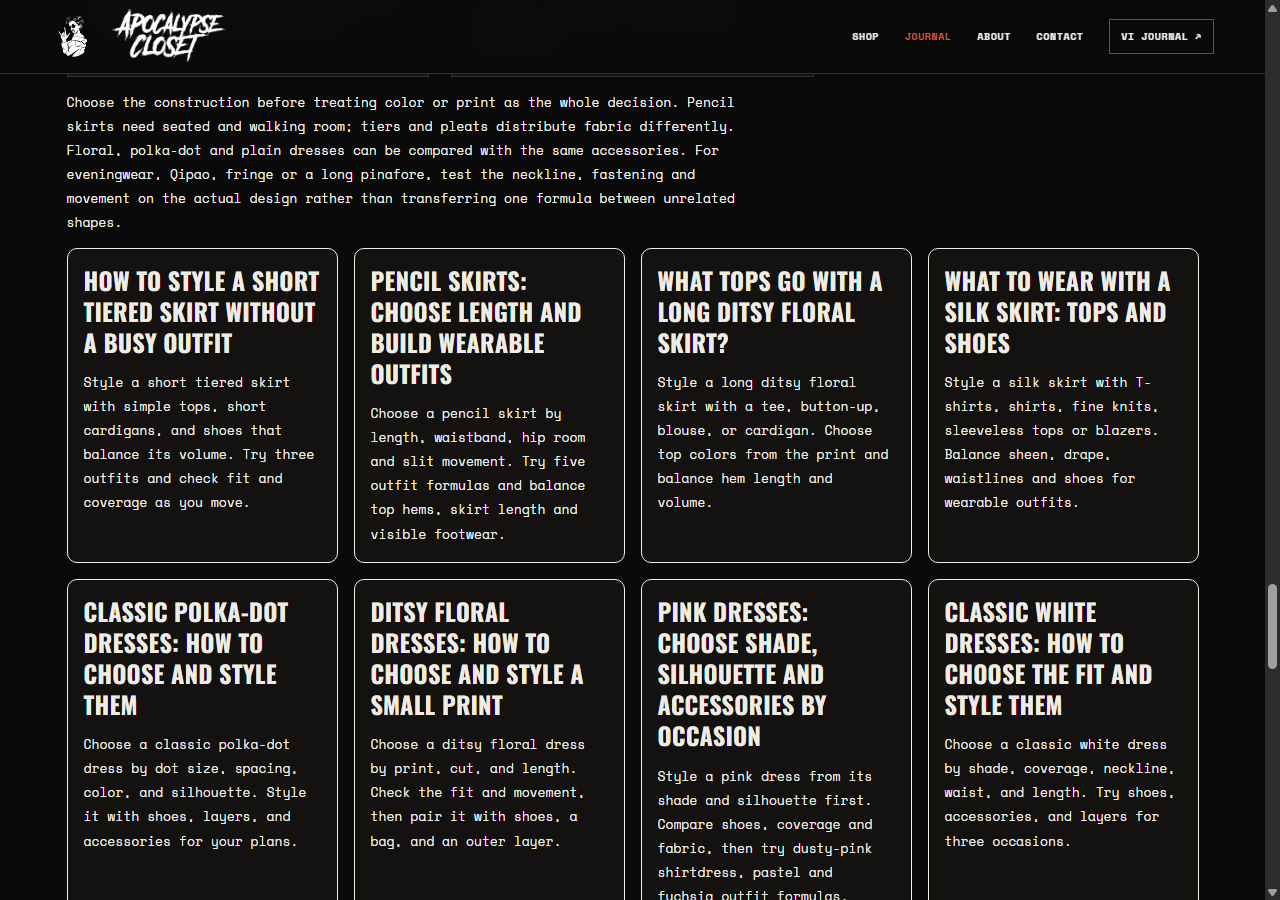 APOCALYPSE
CLOSET
SHOP
JOURNAL
ABOUT
CONTACT
VI JOURNAL ↗
Choose the construction before treating color or print as the whole decision. Pencil
skirts need seated and walking room; tiers and pleats distribute fabric differently.
Floral, polka-dot and plain dresses can be compared with the same accessories. For
eveningwear, Qipao, fringe or a long pinafore, test the neckline, fastening and
movement on the actual design rather than transferring one formula between unrelated
shapes.
HOW TO STYLE A SHORT
TIERED SKIRT WITHOUT
A BUSY OUTFIT
Style a short tiered skirt
with simple tops, short
cardigans, and shoes that
balance its volume. Try three
outfits and check fit and
coverage as you move.
PENCIL SKIRTS:
CHOOSE LENGTH AND
BUILD WEARABLE
OUTFITS
Choose a pencil skirt by
length, waistband, hip room
and slit movement. Try five
outfit formulas and balance
top hems, skirt length and
visible footwear.
WHAT TOPS GO WITH A
LONG DITSY FLORAL
SKIRT?
Style a long ditsy floral
skirt with a tee, button-up,
blouse, or cardigan. Choose
top colors from the print and
balance hem length and
volume.
WHAT TO WEAR WITH A
SILK SKIRT: TOPS AND
SHOES
Style a silk skirt with T-
shirts, shirts, fine knits,
sleeveless tops or blazers.
Balance sheen, drape,
waistlines and shoes for
wearable outfits.
CLASSIC POLKA-DOT
DRESSES: HOW TO
CHOOSE AND STYLE
THEM
Choose a classic polka-dot
dress by dot size, spacing,
color, and silhouette. Style
it with shoes, layers, and
accessories for your plans.
DITSY FLORAL
DRESSES: HOW TO
CHOOSE AND STYLE A
SMALL PRINT
Choose a ditsy floral dress
by print, cut, and length.
Check the fit and movement,
then pair it with shoes, a
bag, and an outer layer.
PINK DRESSES:
CHOOSE SHADE,
SILHOUETTE AND
ACCESSORIES BY
OCCASION
Style a pink dress from its
shade and silhouette first.
Compare shoes, coverage and
fabric, then try dusty-pink
shirtdress, pastel and
fuchsia outfit formulas.
CLASSIC WHITE
DRESSES: HOW TO
CHOOSE THE FIT AND
STYLE THEM
Choose a classic white dress
by shade, coverage, neckline,
waist, and length. Try shoes,
accessories, and layers for
three occasions.